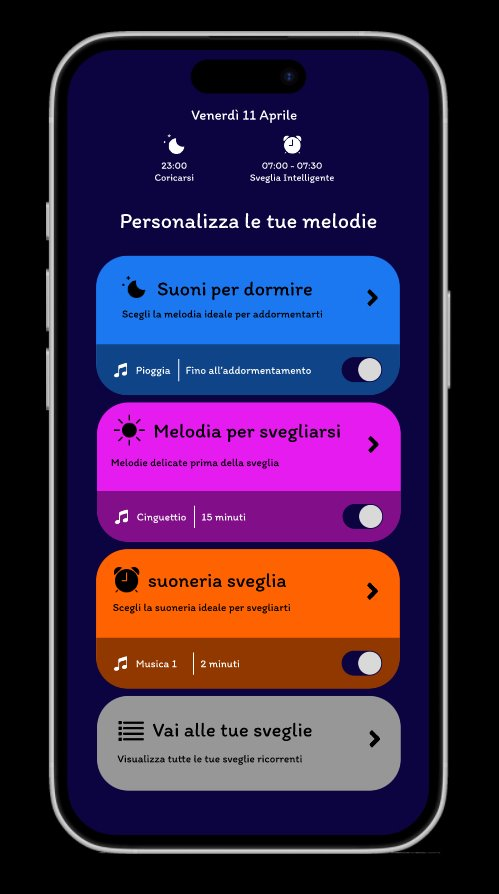 Venerdì 11 Aprile
23:00
Coricarsi
07:00 - 07:30
Sveglia Intelligente
Personalizza le tue melodie
Suoni per dormire
Scegli la melodia ideale per addormentarti
Pioggia
Fino all'addormentamento
Melodia per svegliarsi
Melodie delicate prima della sveglia
Cinguettio
15 minuti
suoneria sveglia
Scegli la suoneria ideale per svegliarti
Musica 1
2 minuti
Vai alle tue sveglie
Visualizza tutte le tue sveglie ricorrenti